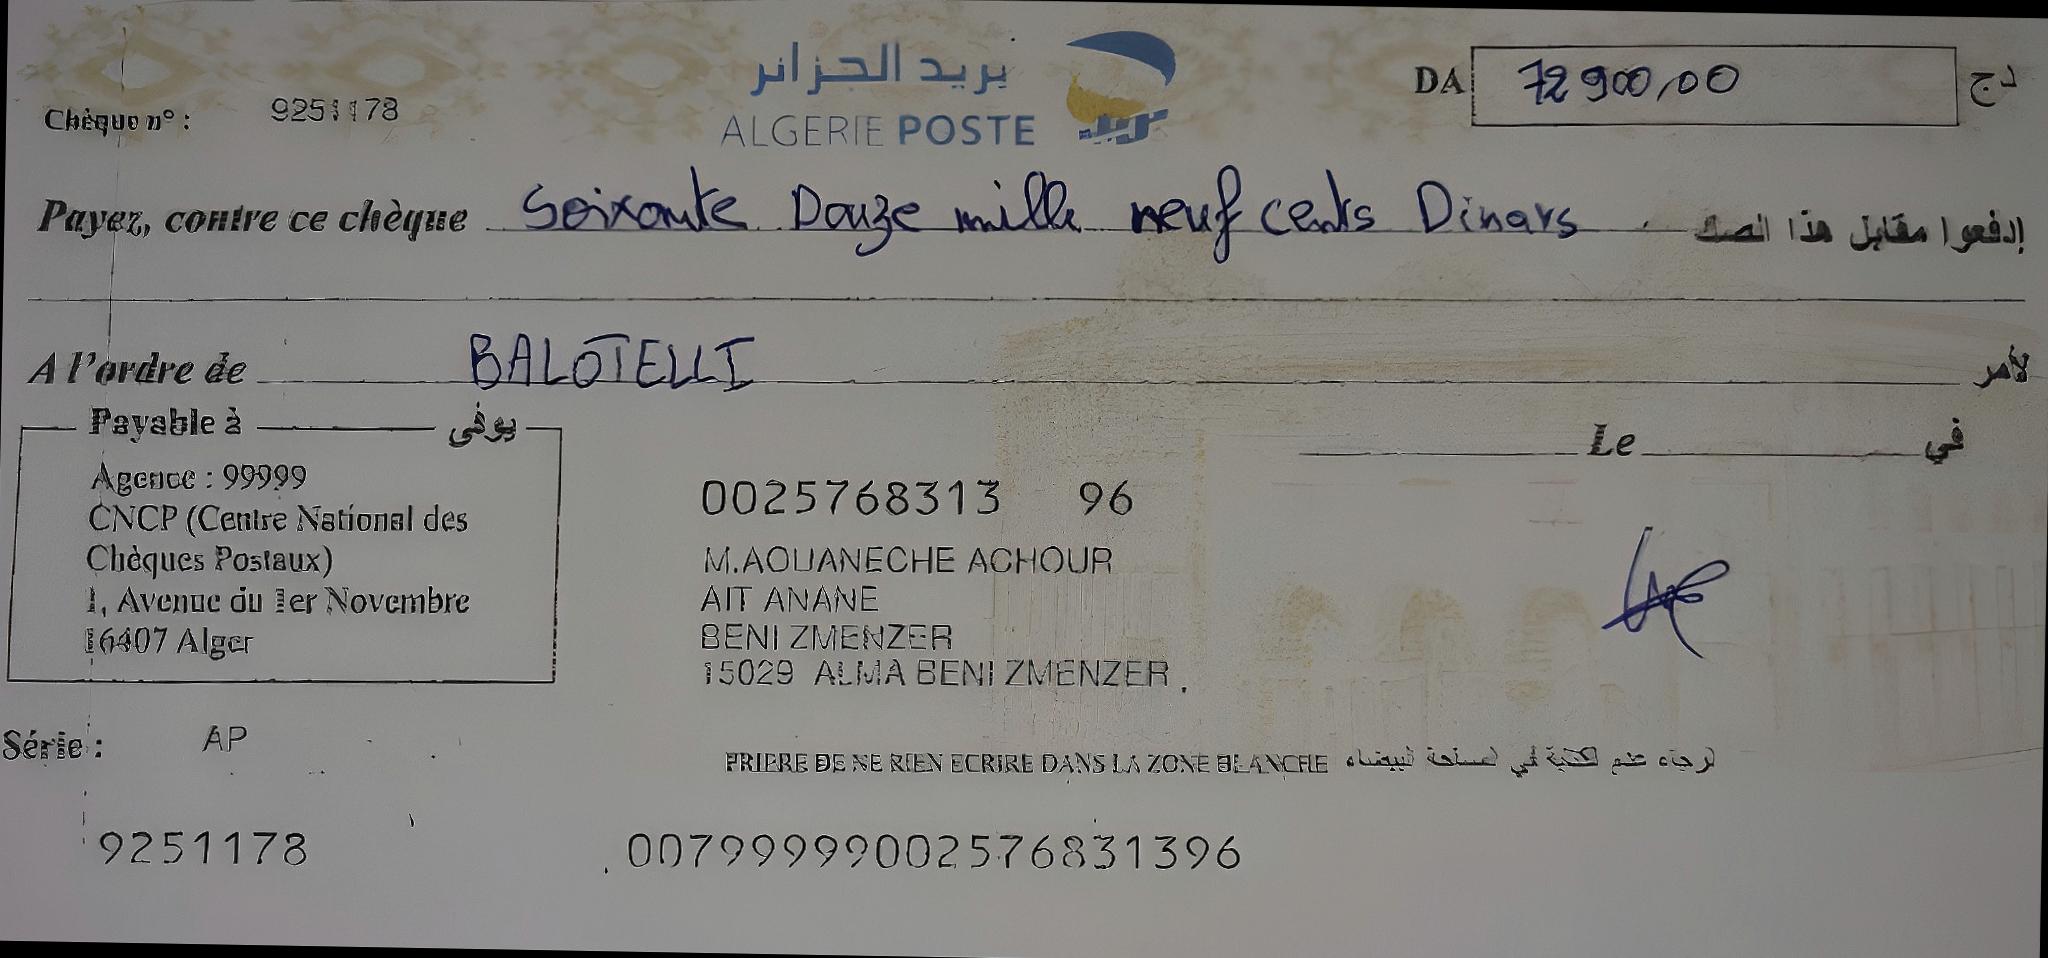 بريد الجزائر
ALGERIE POSTE
بريد
Chèque n° : 9251178
DA 72 900,00 دج
Payez, contre ce chèque Soixante Douze mille neuf cents Dinars إدفعوا مقابل هذا الصك
A l'ordre de BALOTELLI لأمر
Payable à يوفى
Le في
Agence : 99999
CNCP (Centre National des
Chèques Postaux)
1, Avenue du 1er Novembre
16407 Alger
0025768313 96
M.AOUANECHE ACHOUR
AIT ANANE
BENI ZMENZER
15029 ALMA BENI ZMENZER
Série : AP
PRIERE DE NE RIEN ECRIRE DANS LA ZONE BLANCHE الرجاء عدم الكتابة في المساحة البيضاء
9251178 00799999002576831396